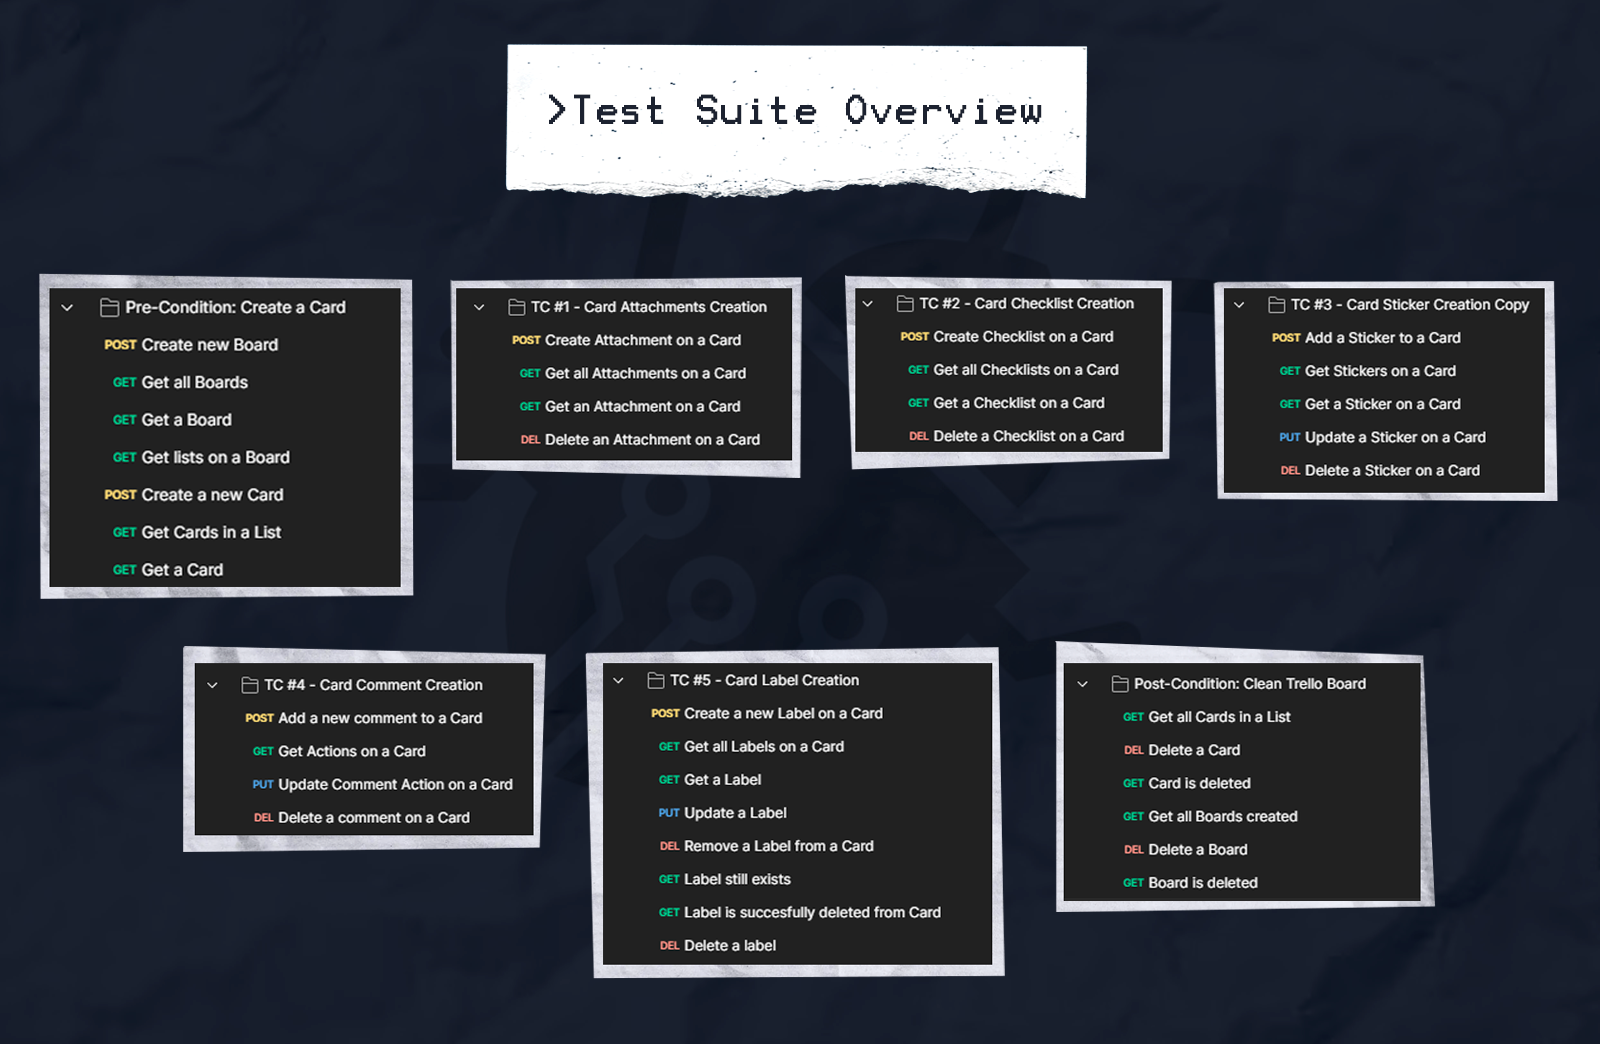 >Test Suite Overview
Pre-Condition: Create a Card
POST Create new Board
GET Get all Boards
GET Get a Board
GET Get lists on a Board
POST Create a new Card
GET Get Cards in a List
GET Get a Card
TC #1 - Card Attachments Creation
POST Create Attachment on a Card
GET Get all Attachments on a Card
GET Get an Attachment on a Card
DEL Delete an Attachment on a Card
TC #2 - Card Checklist Creation
POST Create Checklist on a Card
GET Get all Checklists on a Card
GET Get a Checklist on a Card
DEL Delete a Checklist on a Card
TC #3 - Card Sticker Creation Copy
POST Add a Sticker to a Card
GET Get Stickers on a Card
GET Get a Sticker on a Card
PUT Update a Sticker on a Card
DEL Delete a Sticker on a Card
TC #4 - Card Comment Creation
POST Add a new comment to a Card
GET Get Actions on a Card
PUT Update Comment Action on a Card
DEL Delete a comment on a Card
TC #5 - Card Label Creation
POST Create a new Label on a Card
GET Get all Labels on a Card
GET Get a Label
PUT Update a Label
DEL Remove a Label from a Card
GET Label still exists
GET Label is succesfully deleted from Card
DEL Delete a label
Post-Condition: Clean Trello Board
GET Get all Cards in a List
DEL Delete a Card
GET Card is deleted
GET Get all Boards created
DEL Delete a Board
GET Board is deleted